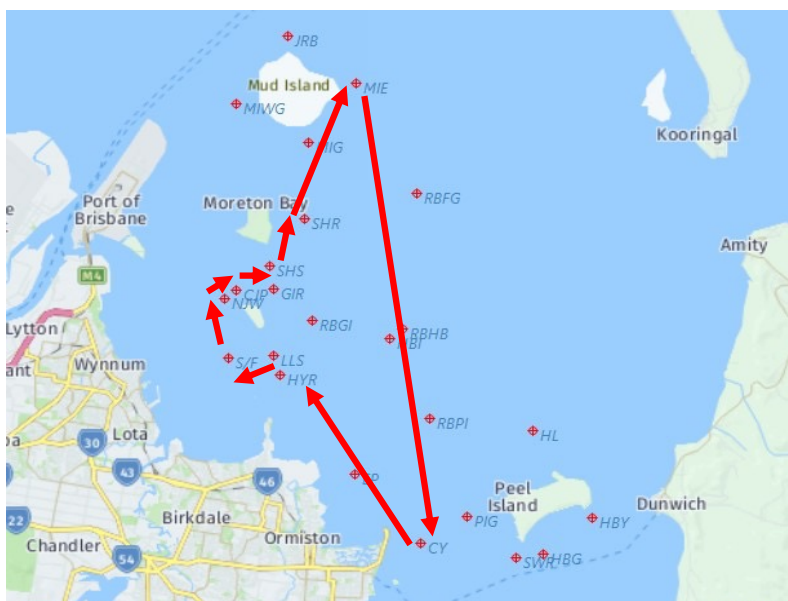 JRB
Mud Island
MIE
MIWG
Kooringal
MIG
Port of
Brisbane
Moreton Bay
RBFG
SHR
Amity
M4
SHS
CJP
GIR
NJW
Lytton
RBGI
RBHB
S/F
LLS
Wynnum
HYR
RBPI
HL
30
Lota
43
46
SP
Peel
Island
Dunwich
22
Birkdale
PIG
HBY
Ormiston
Chandler
CY
54
SWR
HBG